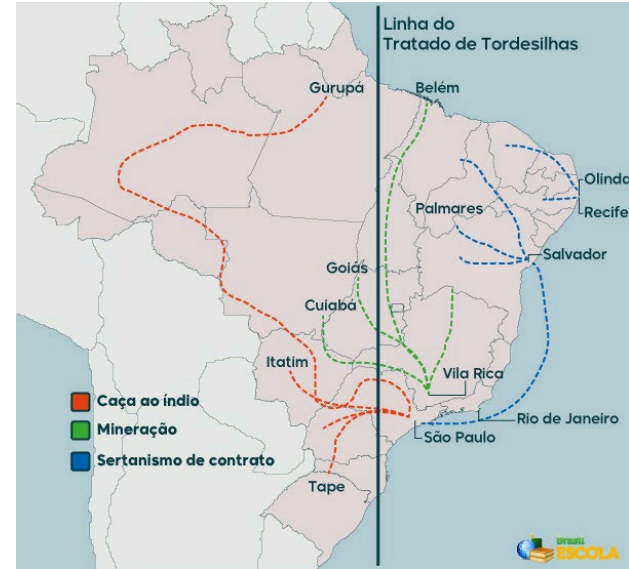 Linha do
Tratado de Tordesilhas
Gurupá
Belém
Olinda
Palmares
Recife
Salvador
Goiás
Cuiabá
Itatim
Vila Rica
Caça ao índio
Mineração
Rio de Janeiro
São Paulo
Sertanismo de contrato
Tape
Brasil
ESCOLA